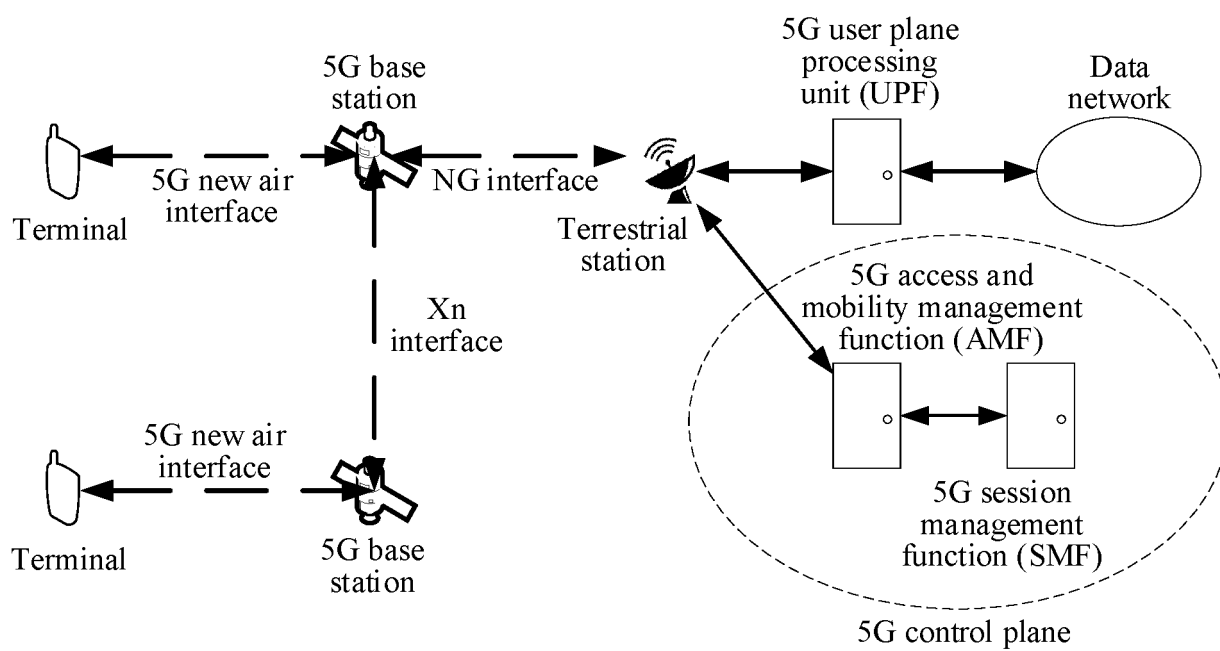 5G user plane
processing
unit (UPF)
Data
network
5G base
station
5G new air
interface
NG interface
Terminal
Terrestrial
station
5G access and
mobility management
function (AMF)
Xn
interface
5G new air
interface
Terminal
5G base
station
5G session
management
function (SMF)
5G control plane